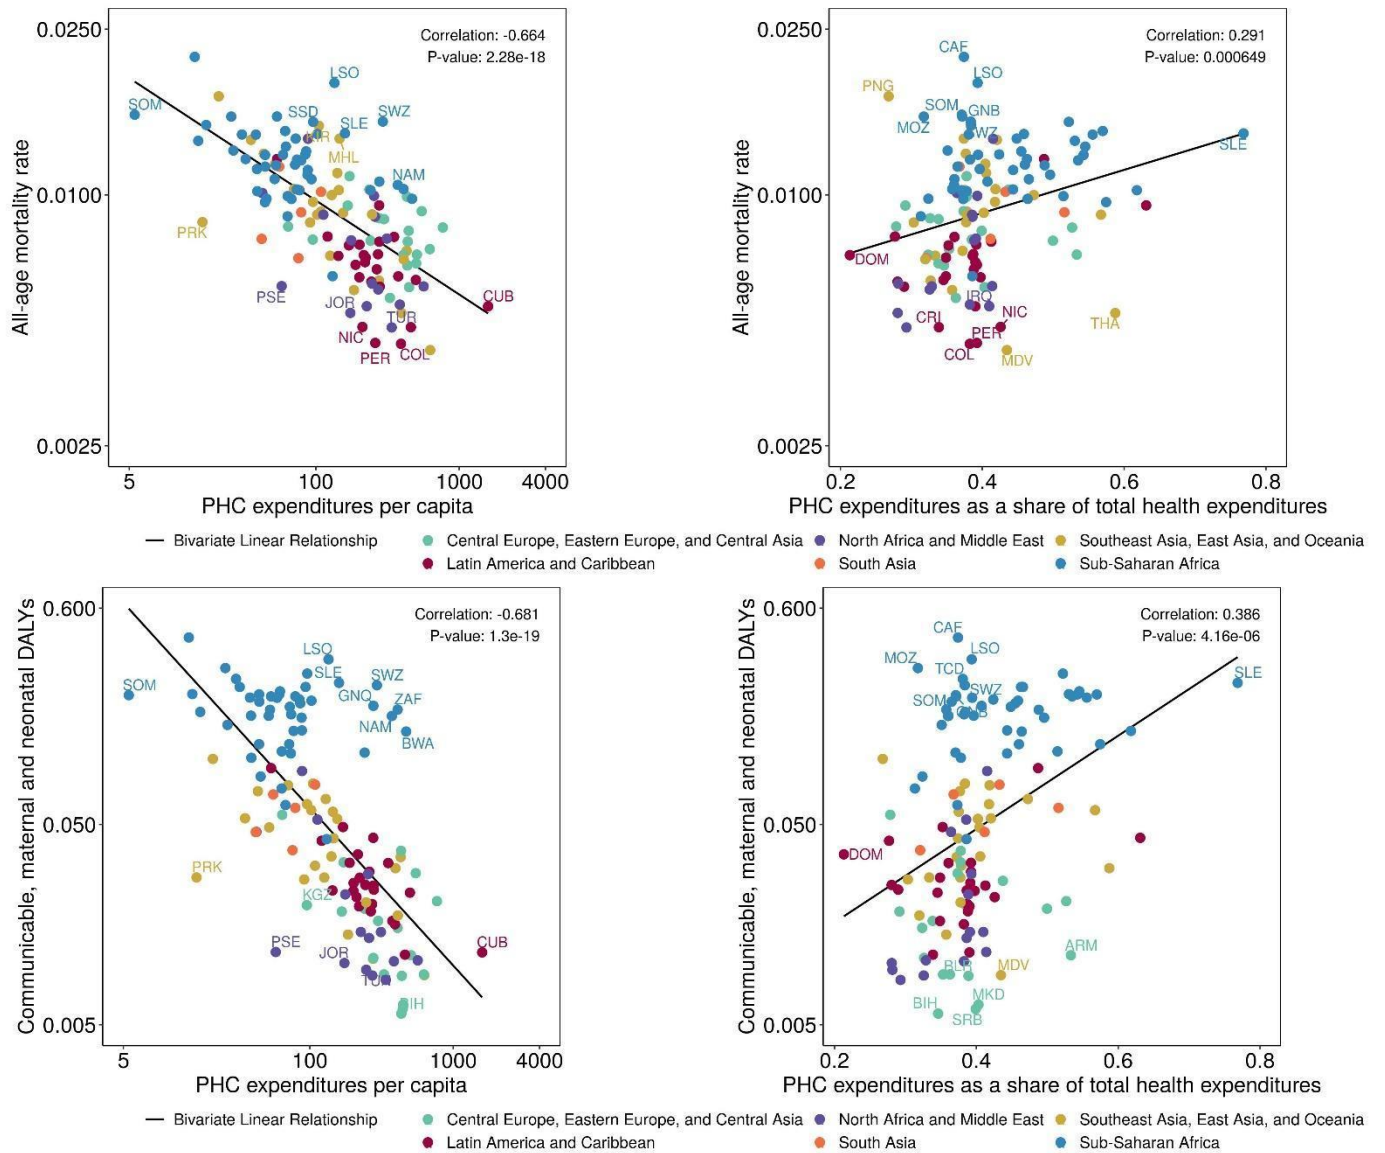 All-age mortality rate
0.0250
0.0100
0.0025
Correlation: -0.664
P-value: 2.28e-18
LSO
SOM
SSD
SWZ
SLE
MHL
NAM
PRK
PSE
JOR
TUR
CUB
NIC
PER
COL
5
100
1000
4000
PHC expenditures per capita
All-age mortality rate
0.0250
0.0100
0.0025
Correlation: 0.291
P-value: 0.000649
CAF
LSO
PNG
SOM
GNB
MOZ
SWZ
SLE
DOM
IRQ
CRI
NIC
PER
THA
COL
MDV
0.2
0.4
0.6
0.8
PHC expenditures as a share of total health expenditures
Bivariate Linear Relationship
Central Europe, Eastern Europe, and Central Asia
North Africa and Middle East
Southeast Asia, East Asia, and Oceania
Latin America and Caribbean
South Asia
Sub-Saharan Africa
Communicable, maternal and neonatal DALYs
0.600
0.050
0.005
Correlation: -0.681
P-value: 1.3e-19
LSO
SOM
SLE
SWZ
GNQ
ZAF
NAM
BWA
PRK
KGZ
PSE
JOR
CUB
TUR
BIH
5
100
1000
4000
PHC expenditures per capita
Communicable, maternal and neonatal DALYs
0.600
0.050
0.005
Correlation: 0.386
P-value: 4.16e-06
CAF
LSO
MOZ
TCD
SLE
SWZ
SOM
GNB
DOM
ARM
BLR
MDV
BIH
MKD
SRB
0.2
0.4
0.6
0.8
PHC expenditures as a share of total health expenditures
Bivariate Linear Relationship
Central Europe, Eastern Europe, and Central Asia
North Africa and Middle East
Southeast Asia, East Asia, and Oceania
Latin America and Caribbean
South Asia
Sub-Saharan Africa